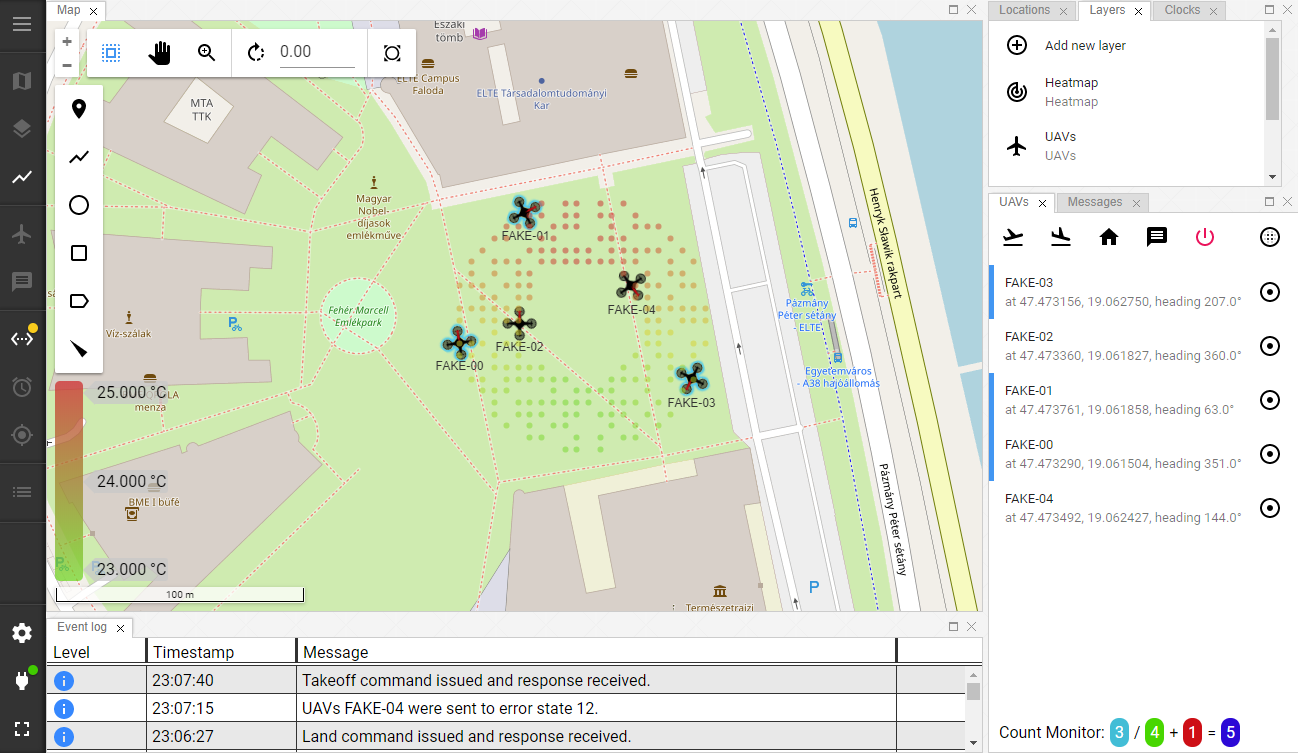 Map
Locations
Layers
Clocks
0.00
Északi
tömb
ELTE Campus
Faloda
ELTE Társadalomtudományi
Kar
MTA
TTK
Magyar
Nobel-
díjasok
emlékműve
Fehér Marcell
Emlékpark
Víz-szálak
menza
BME I büfé
FAKE-01
FAKE-04
FAKE-02
FAKE-00
FAKE-03
Henryk Sławik rakpart
Pázmány
Péter sétány
- ELTE
Egyetemváros
- A38 hajóállomás
Pázmány Péter sétány
P
Természetrajzi
25.000 °C
24.000 °C
23.000 °C
100 m
Add new layer
Heatmap
Heatmap
UAVs
UAVs
UAVs
Messages
FAKE-03
at 47.473156, 19.062750, heading 207.0°
FAKE-02
at 47.473360, 19.061827, heading 360.0°
FAKE-01
at 47.473761, 19.061858, heading 63.0°
FAKE-00
at 47.473290, 19.061504, heading 351.0°
FAKE-04
at 47.473492, 19.062427, heading 144.0°
Count Monitor: 3 / 4 + 1 = 5
Event log
Level Timestamp Message
23:07:40 Takeoff command issued and response received.
23:07:15 UAVs FAKE-04 were sent to error state 12.
23:06:27 Land command issued and response received.